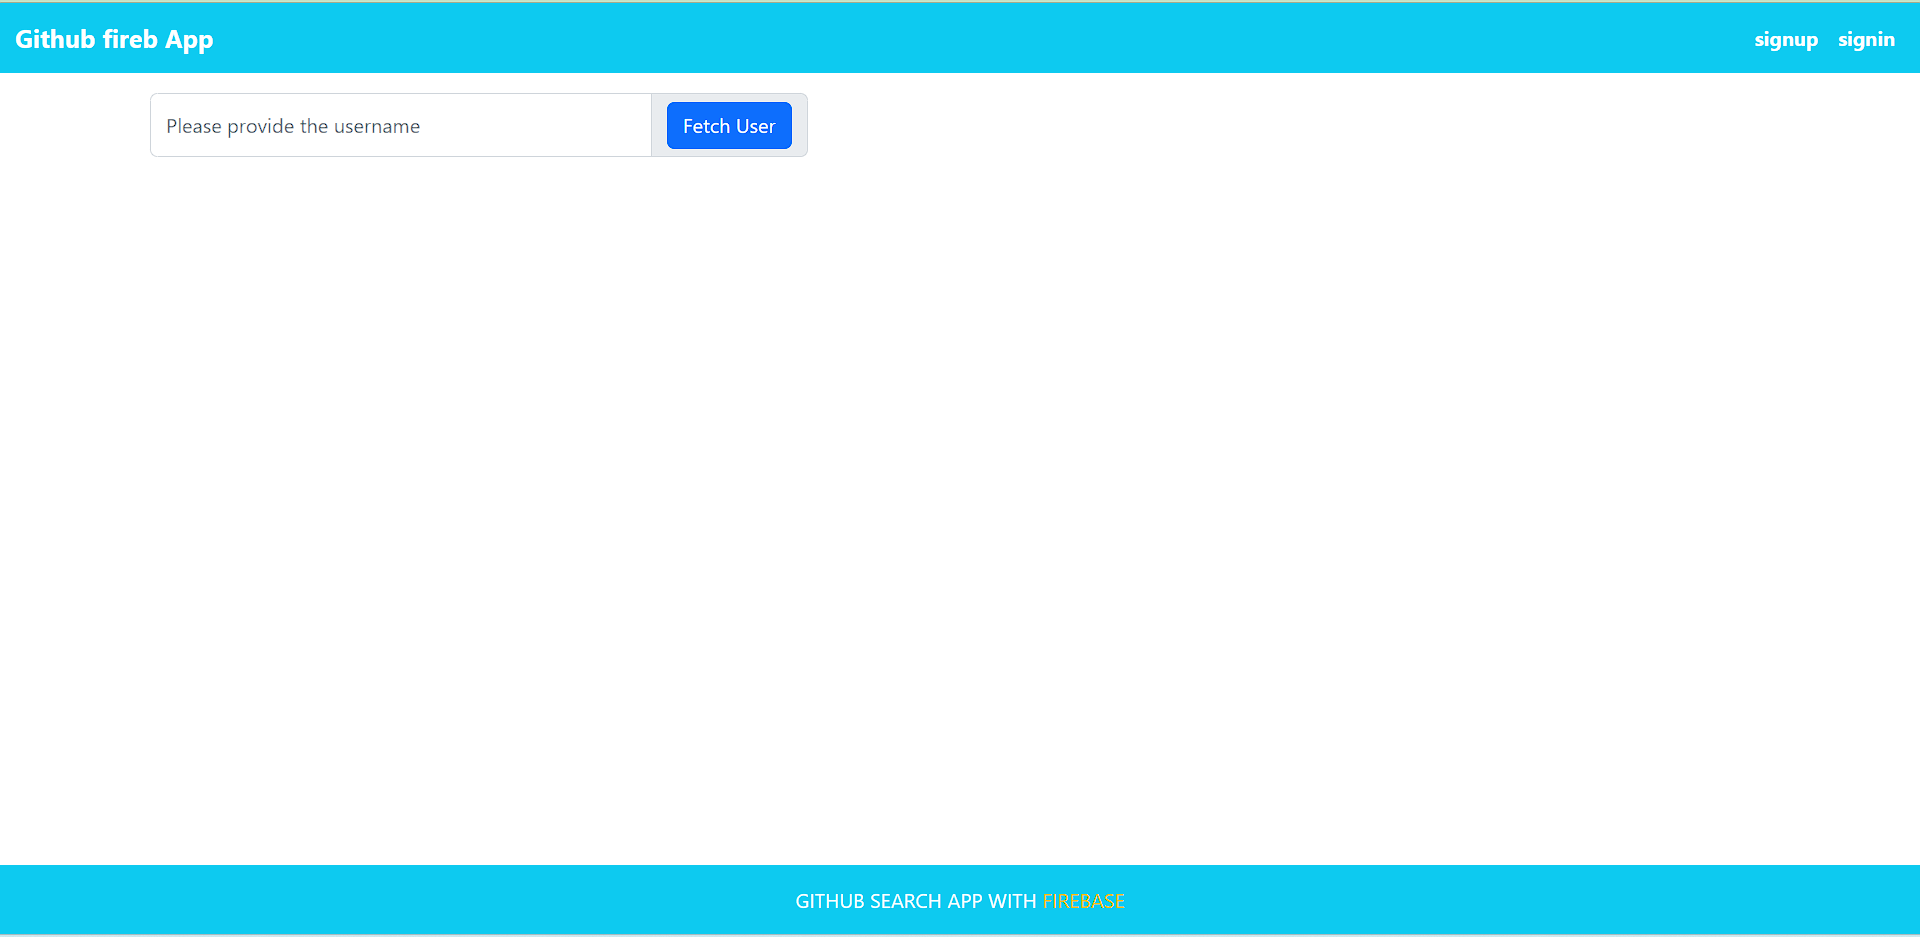 Github fireb App
signup signin
Please provide the username
Fetch User
GITHUB SEARCH APP WITH FIREBASE